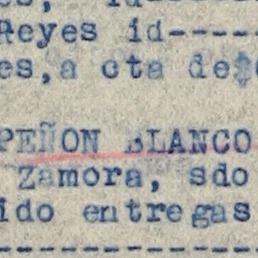 Reyes id-----
es,a cta de$
PEÑON BLANCO
Zamora, sdo
ido entregas
-------------